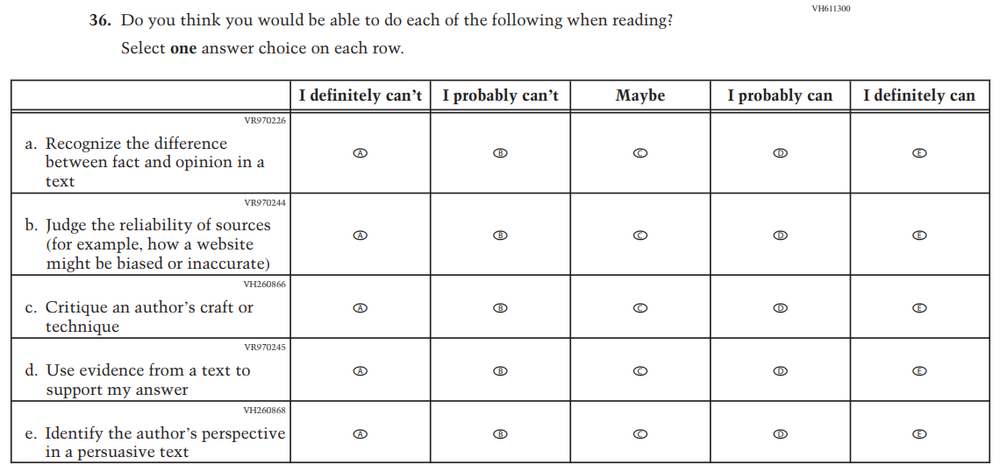 VH611300
36. Do you think you would be able to do each of the following when reading?
Select one answer choice on each row.
I definitely can’t I probably can’t Maybe I probably can I definitely can
VR970226
a. Recognize the difference
between fact and opinion in a
text
A B C D E
VR970244
b. Judge the reliability of sources
(for example, how a website
might be biased or inaccurate)
A B C D E
VH260866
c. Critique an author’s craft or
technique
A B C D E
VR970245
d. Use evidence from a text to
support my answer
A B C D E
VH260868
e. Identify the author’s perspective
in a persuasive text
A B C D E